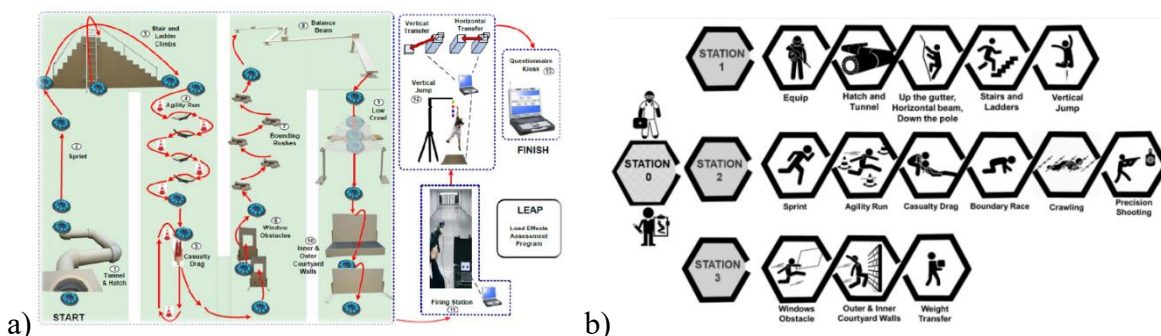 Stair and
Ladder
Climbs
3
4
Agility Run
2
Sprint
1
Tunnel
& Hatch
START
5
Casualty
Drag
8
Balance
Beam
7
Bounding
Rushes
6
Window
Obstacles
9
Low
Crawl
10
Inner &
Outer
Courtyard
Walls
Vertical
Transfer
Horizontal
Transfer
Vertical
Jump
12
Questionnaire
Kiosk
FINISH
LEAP
Load Effects
Assessment
Program
Firing Station
11
a)
STATION
0
STATION
1
Equip
Hatch and
Tunnel
Up the gutter,
Horizontal beam,
Down the pole
Stairs and
Ladders
Vertical
Jump
STATION
2
Sprint
Agility Run
Casualty Drag
Boundary Race
Crawling
Precision
Shooting
STATION
3
Windows
Obstacle
Outer & Inner
Courtyard Walls
Weight
Transfer
b)